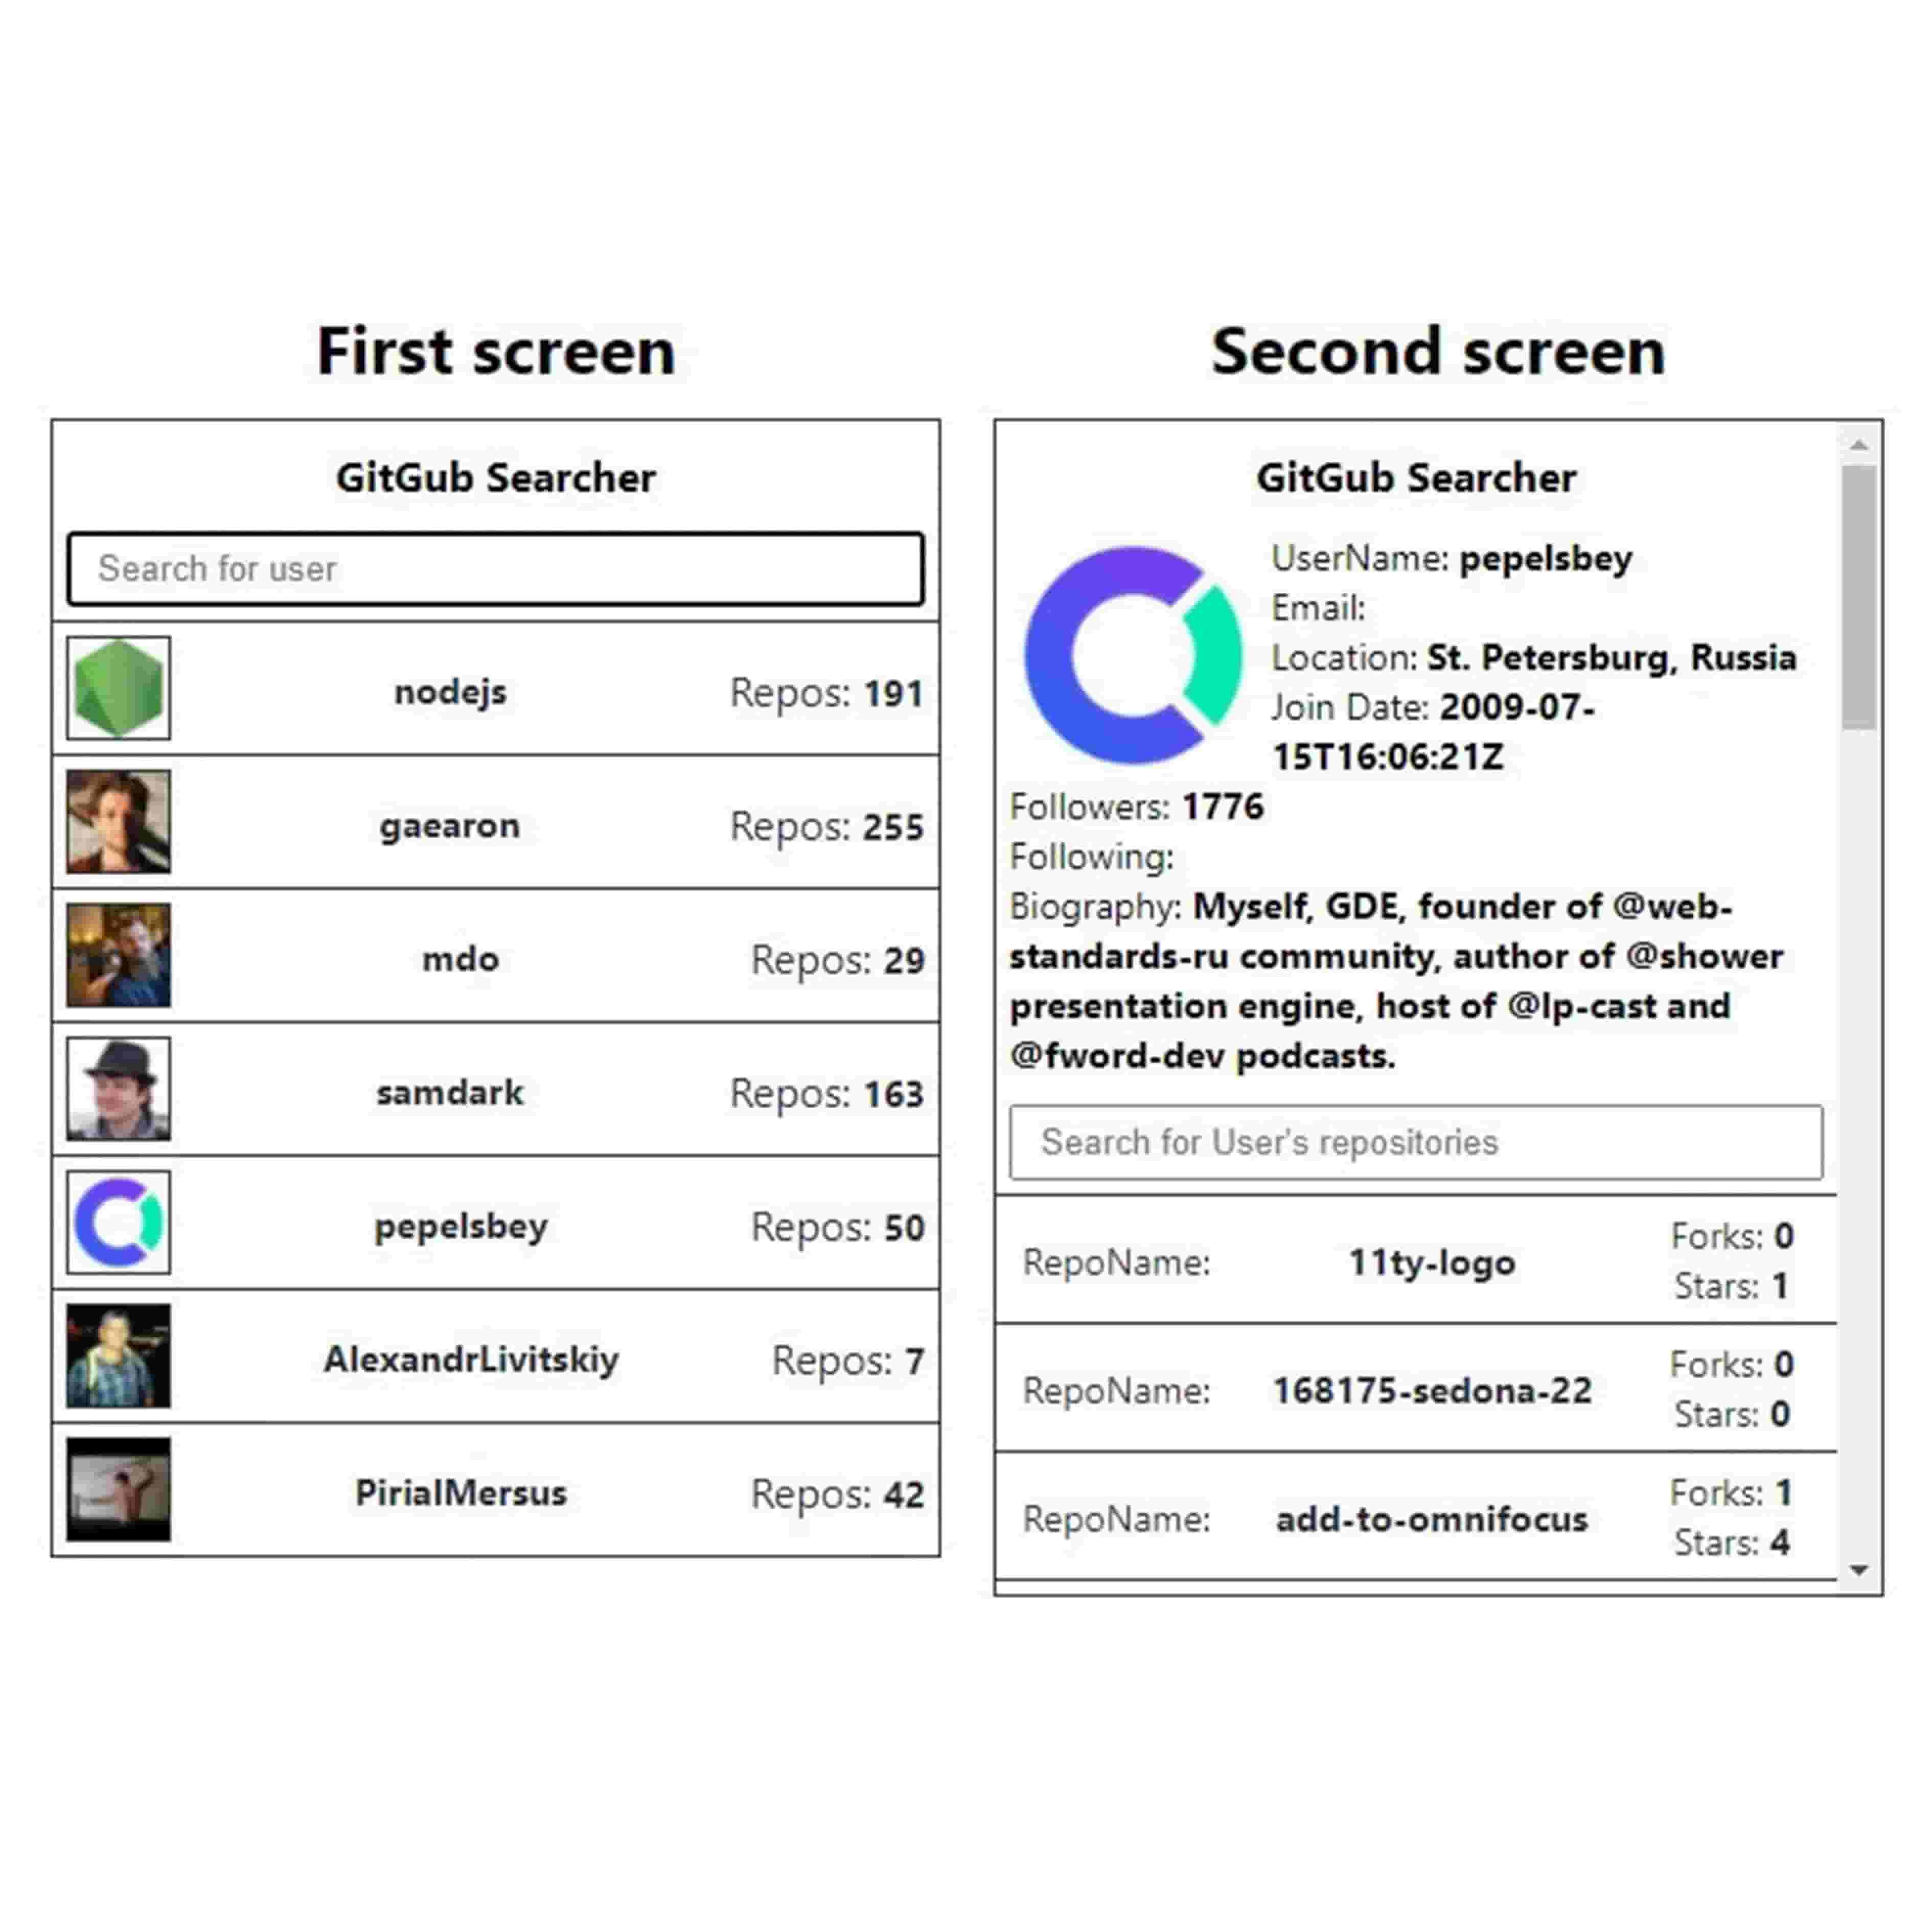 First screen
GitGub Searcher
Search for user
nodejs Repos: 191
gaearon Repos: 255
mdo Repos: 29
samdark Repos: 163
pepelsbey Repos: 50
AlexandrLivitskiy Repos: 7
PirialMersus Repos: 42
Second screen
GitGub Searcher
UserName: pepelsbey
Email:
Location: St. Petersburg, Russia
Join Date: 2009-07-
15T16:06:21Z
Followers: 1776
Following:
Biography: Myself, GDE, founder of @web-
standards-ru community, author of @shower
presentation engine, host of @lp-cast and
@fword-dev podcasts.
Search for User's repositories
RepoName: 11ty-logo Forks: 0
Stars: 1
RepoName: 168175-sedona-22 Forks: 0
Stars: 0
RepoName: add-to-omnifocus Forks: 1
Stars: 4